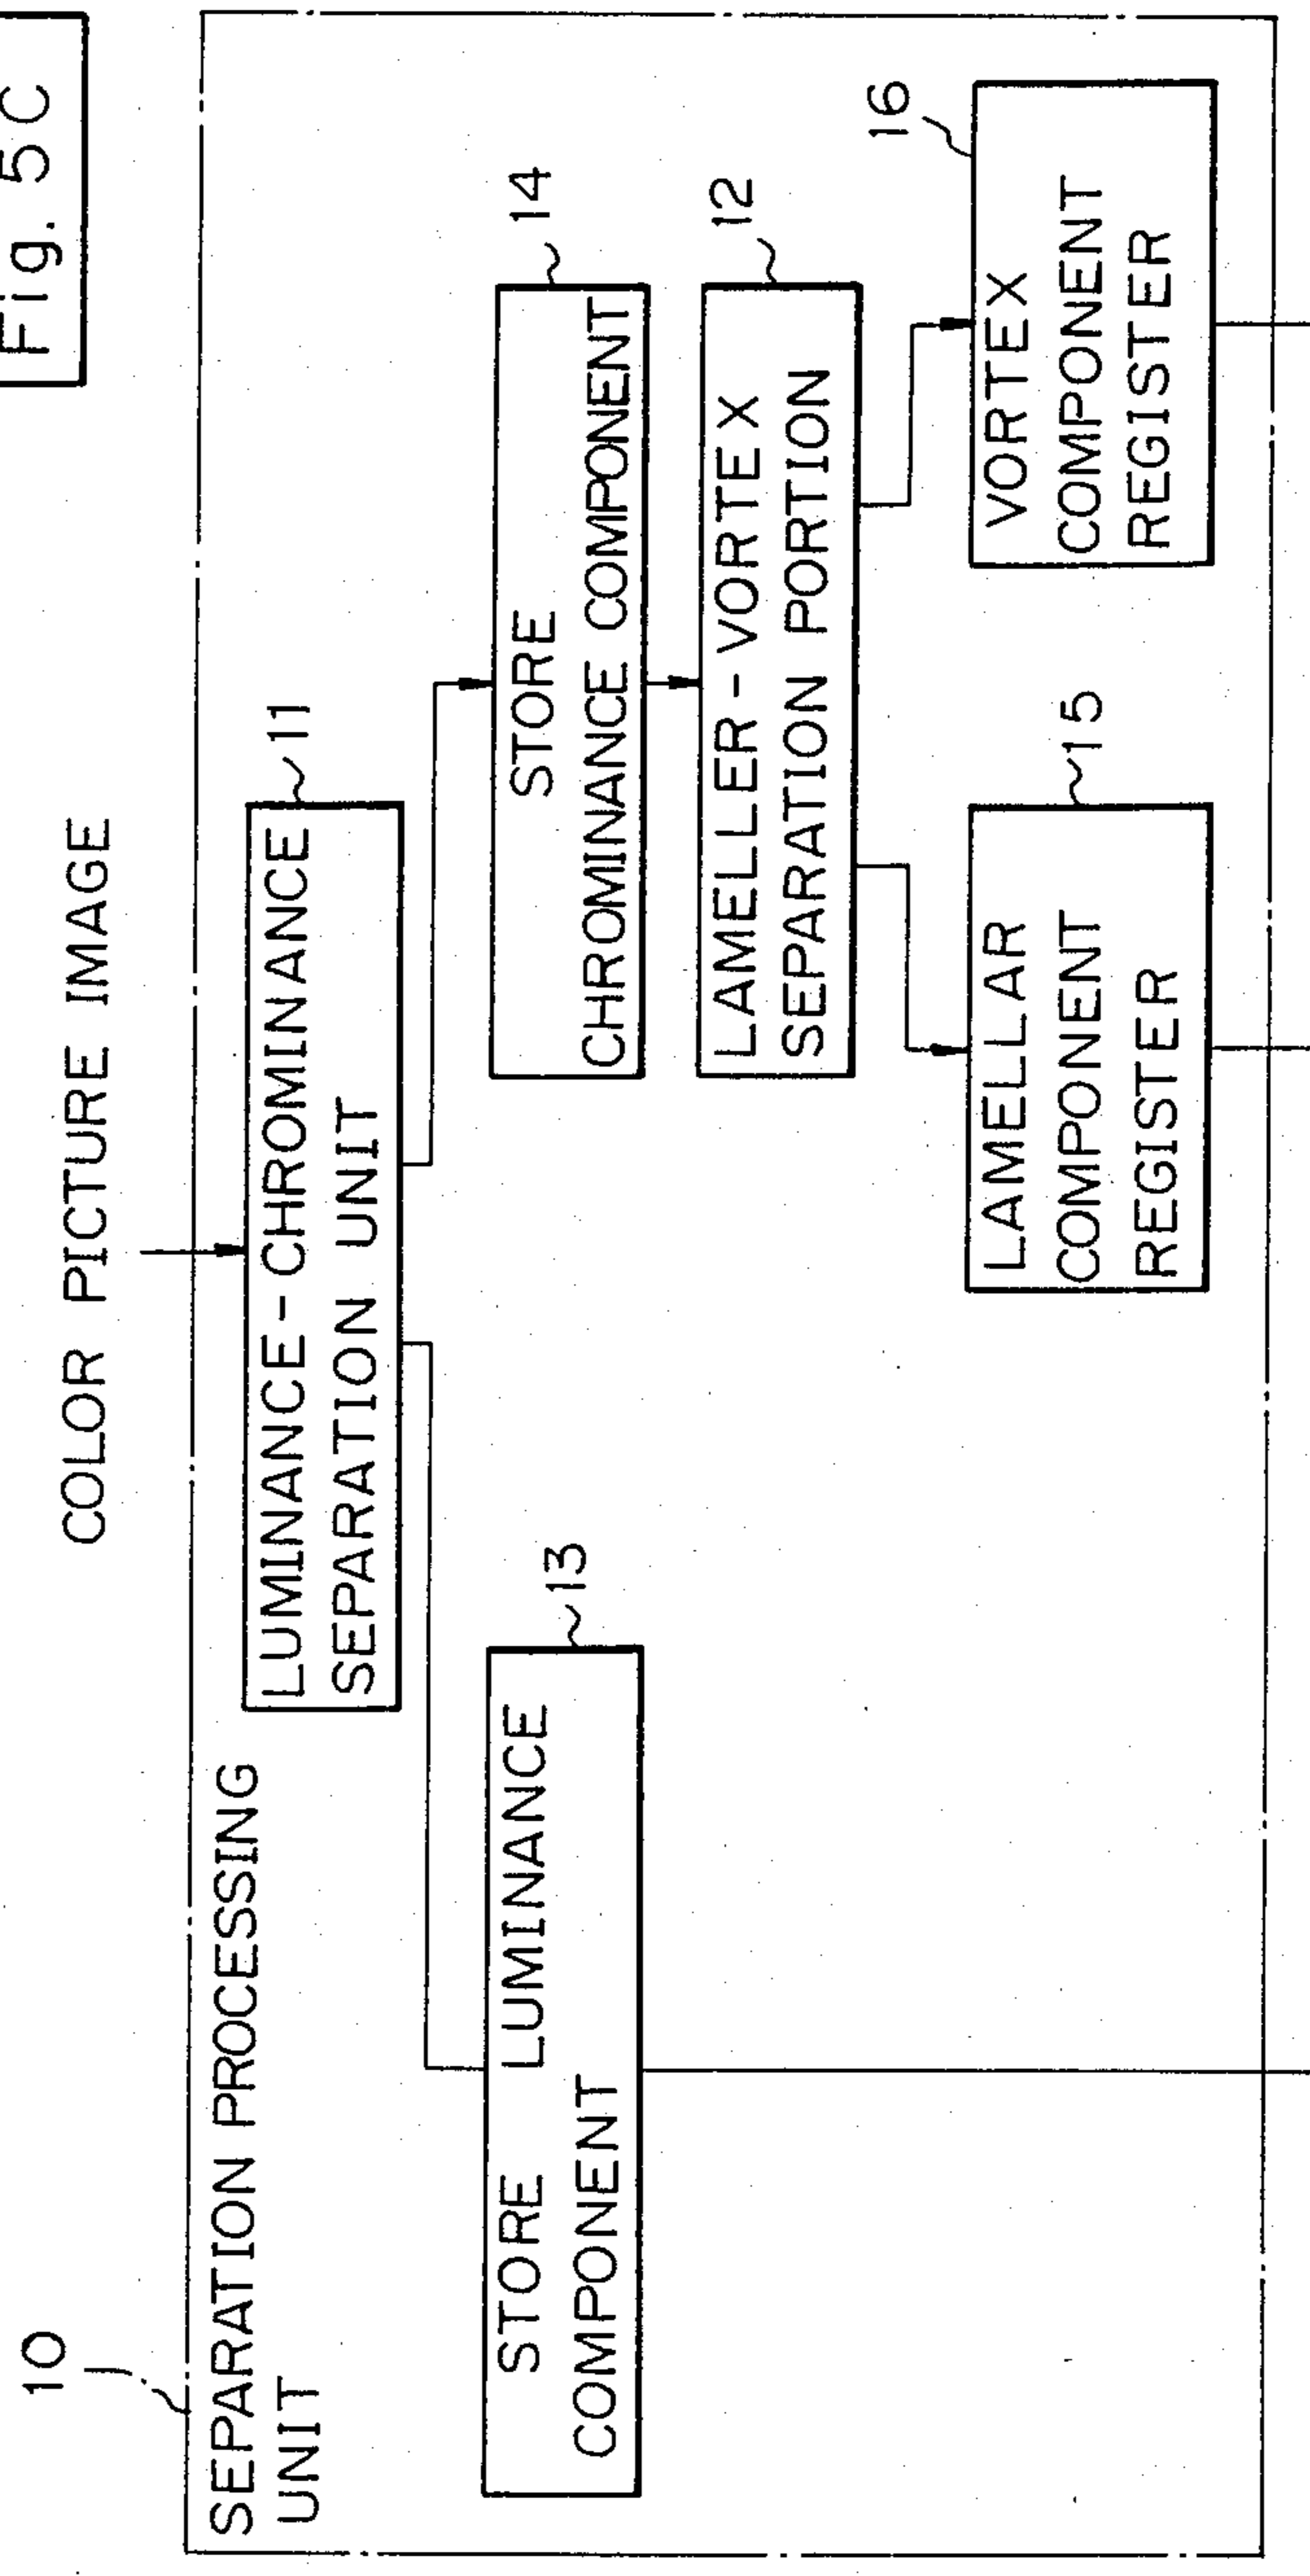 Fig. 5C
COLOR PICTURE IMAGE
10
SEPARATION PROCESSING
UNIT
LUMINANCE-CHROMINANCE
SEPARATION UNIT
11
STORE LUMINANCE
COMPONENT
13
STORE
CHROMINANCE COMPONENT
14
LAMELLER-VORTEX
SEPARATION PORTION
12
LAMELLAR
COMPONENT
REGISTER
15
VORTEX
COMPONENT
REGISTER
16